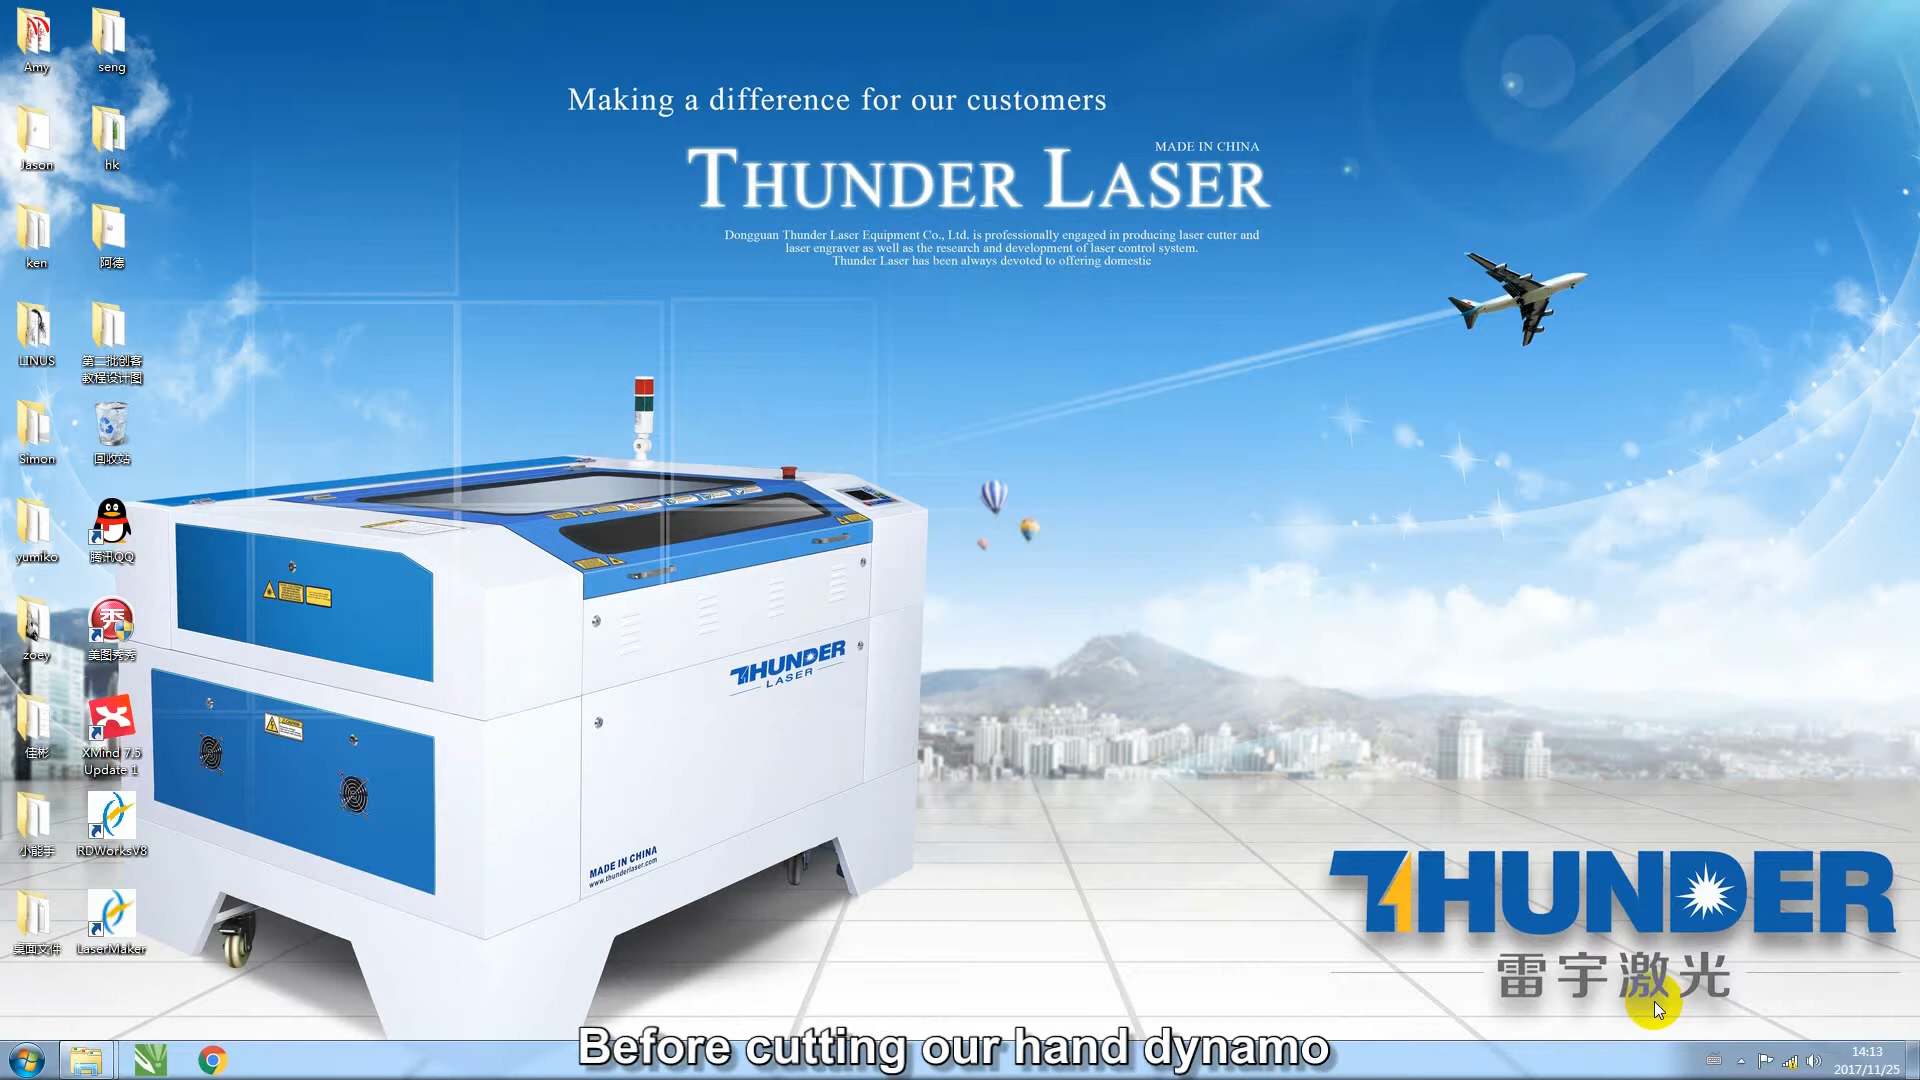 Amy
seng
Jason
hk
ken
阿德
LINUS
第二批创客
教程设计图
Simon
回收站
yumiko
腾讯QQ
zoey
美图秀秀
佳彬
XMind 7.5
Update 1
小能手
RDWorksV8
桌面文件
LaserMaker
Making a difference for our customers
MADE IN CHINA
THUNDER LASER
Dongguan Thunder Laser Equipment Co., Ltd. is professionally engaged in producing laser cutter and
laser engraver as well as the research and development of laser control system.
Thunder Laser has been always devoted to offering domestic
THUNDER
LASER
MADE IN CHINA
www.thunderlaser.com
THUNDER
雷宇激光
Before cutting our hand dynamo
14:13
2017/11/25